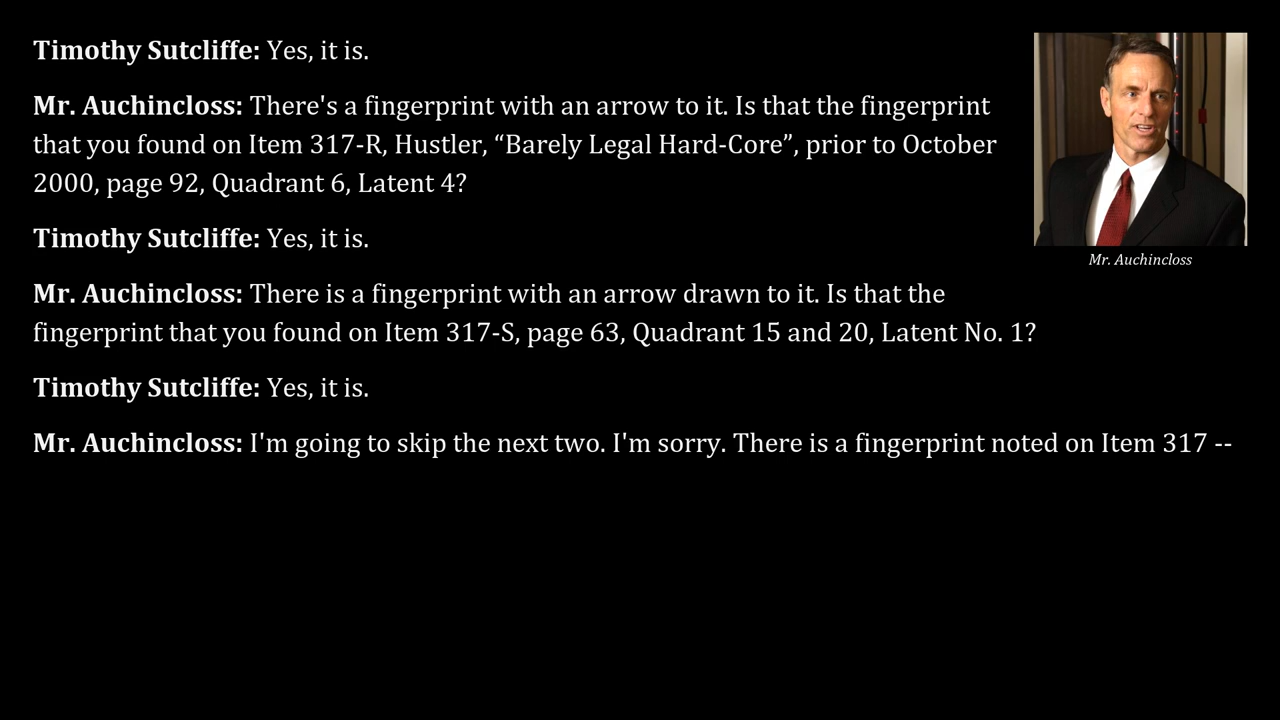 Timothy Sutcliffe: Yes, it is.
Mr. Auchincloss: There's a fingerprint with an arrow to it. Is that the fingerprint
that you found on Item 317-R, Hustler, “Barely Legal Hard-Core”, prior to October
2000, page 92, Quadrant 6, Latent 4?
Timothy Sutcliffe: Yes, it is.
Mr. Auchincloss: There is a fingerprint with an arrow drawn to it. Is that the
fingerprint that you found on Item 317-S, page 63, Quadrant 15 and 20, Latent No. 1?
Timothy Sutcliffe: Yes, it is.
Mr. Auchincloss: I'm going to skip the next two. I'm sorry. There is a fingerprint noted on Item 317 --
Mr. Auchincloss